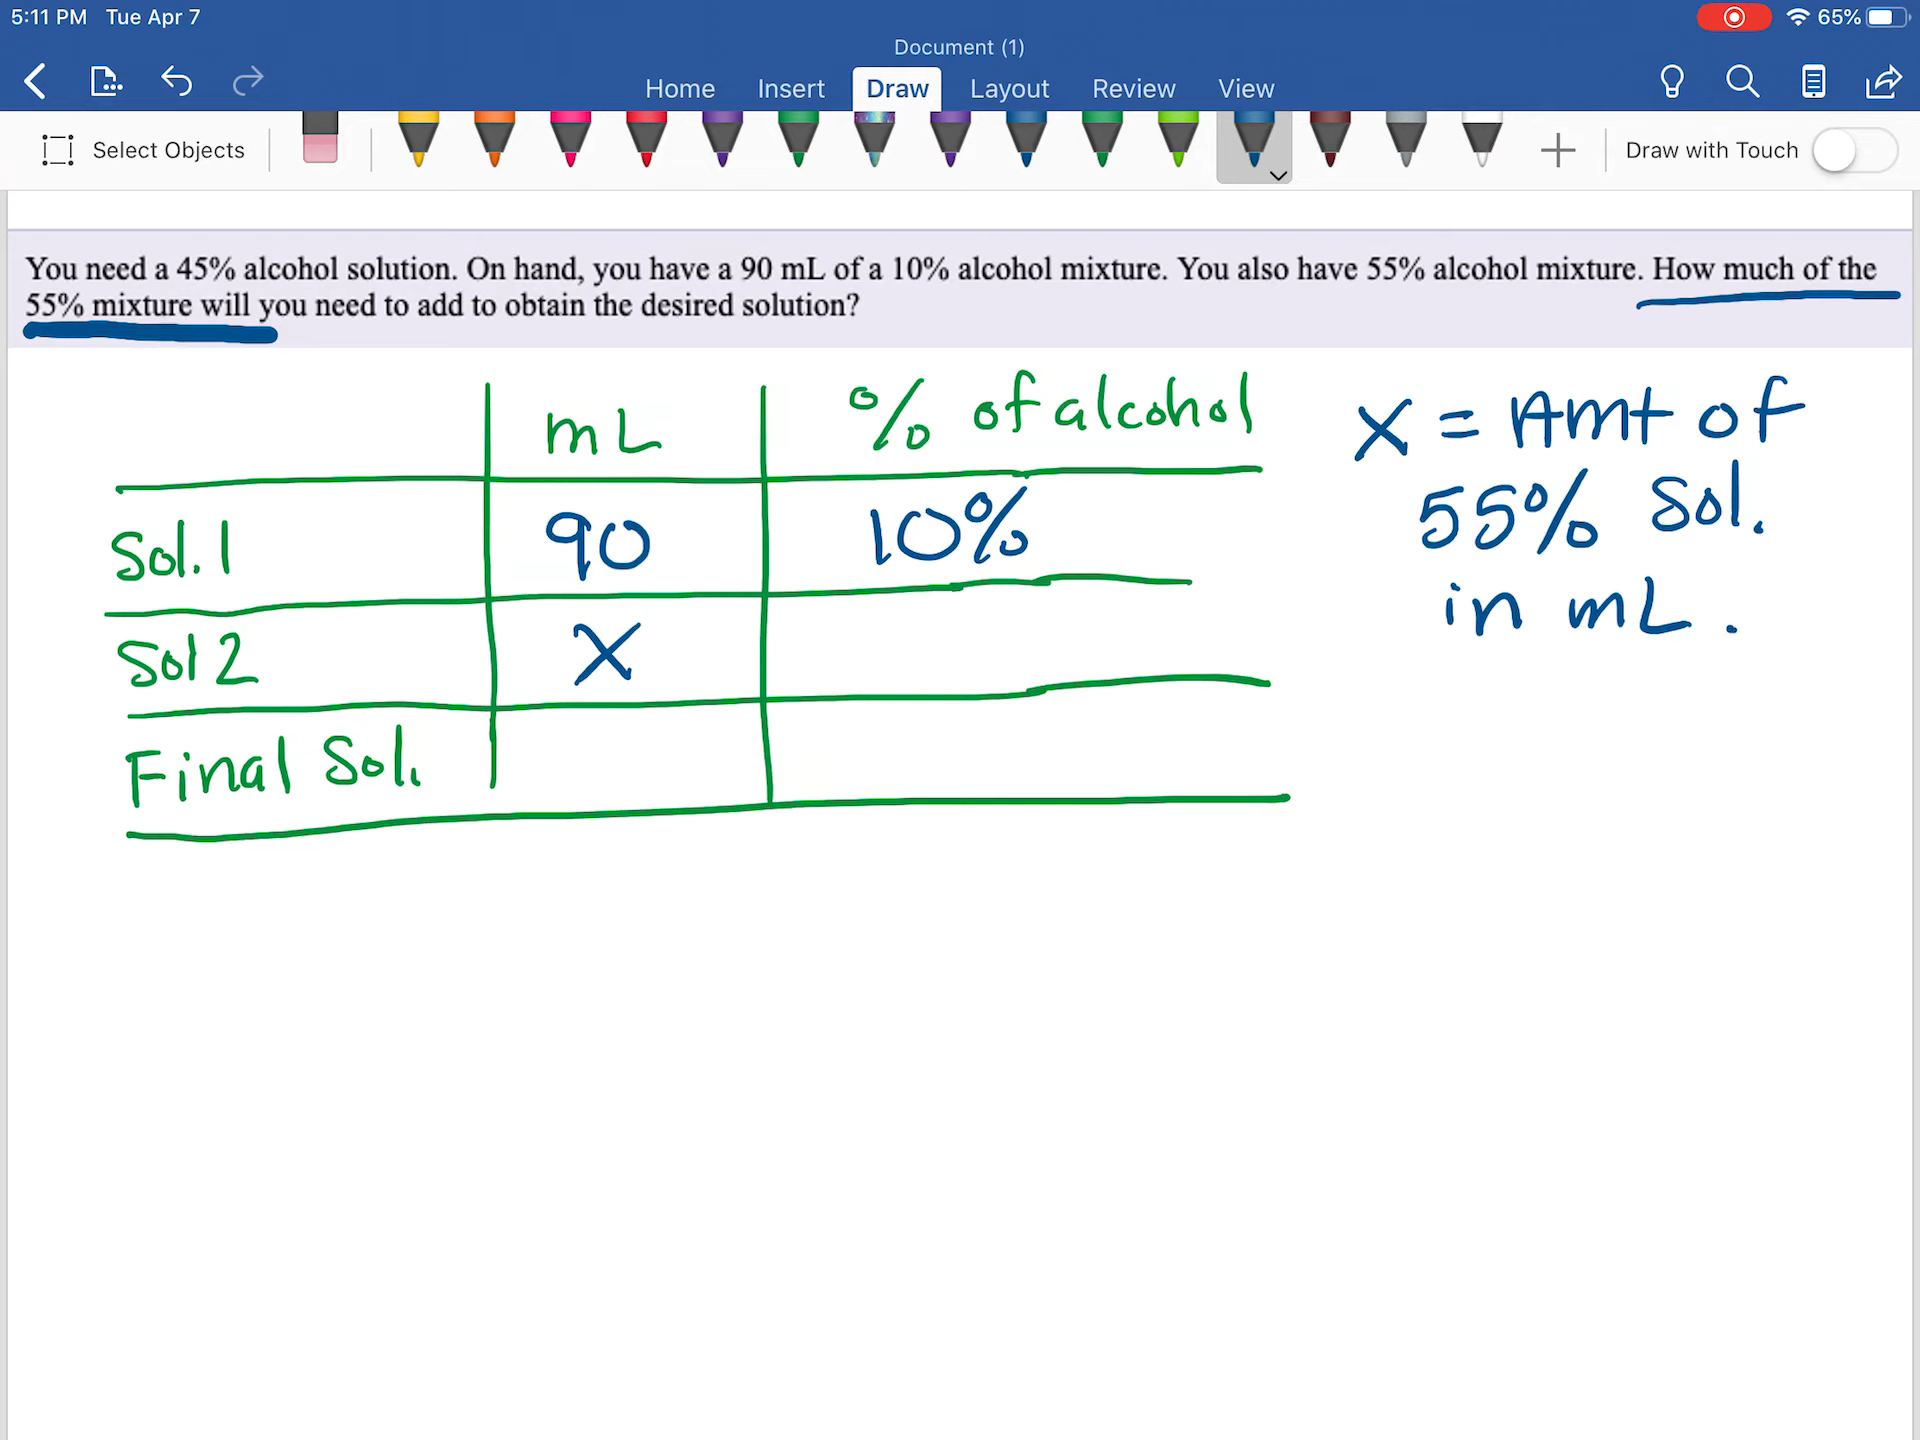 5:11 PM Tue Apr 7
65%
Document (1)
Home Insert Draw Layout Review View
Select Objects
Draw with Touch
You need a 45% alcohol solution. On hand, you have a 90 mL of a 10% alcohol mixture. You also have 55% alcohol mixture. How much of the
55% mixture will you need to add to obtain the desired solution?
mL % of alcohol
Sol. 1 90 10%
Sol 2 X
Final Sol.
X = Amt of
55% Sol.
in mL.